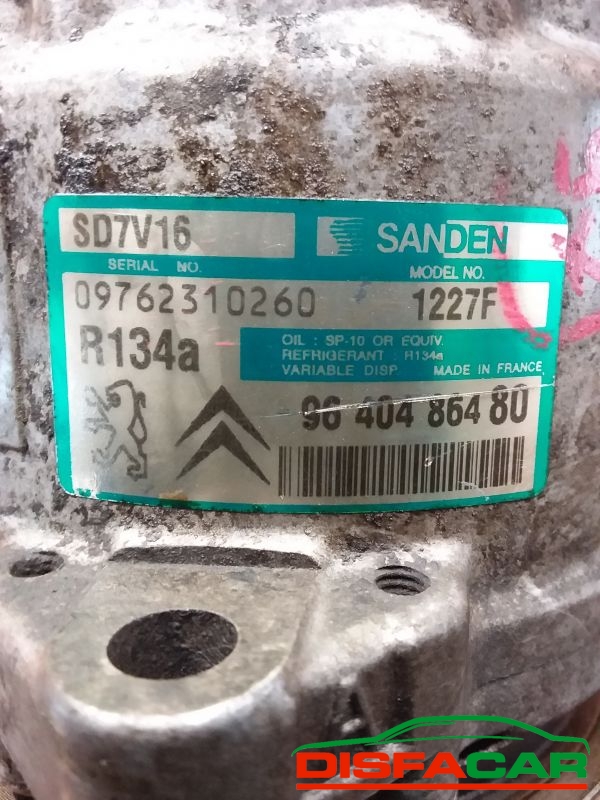 SD7V16
SANDEN
SERIAL NO.
MODEL NO.
09762310260
1227F
R134a
OIL : SP-10 OR EQUIV.
REFRIGERANT : R134a
VARIABLE DISP. MADE IN FRANCE
96 404 864 80
DISFACAR